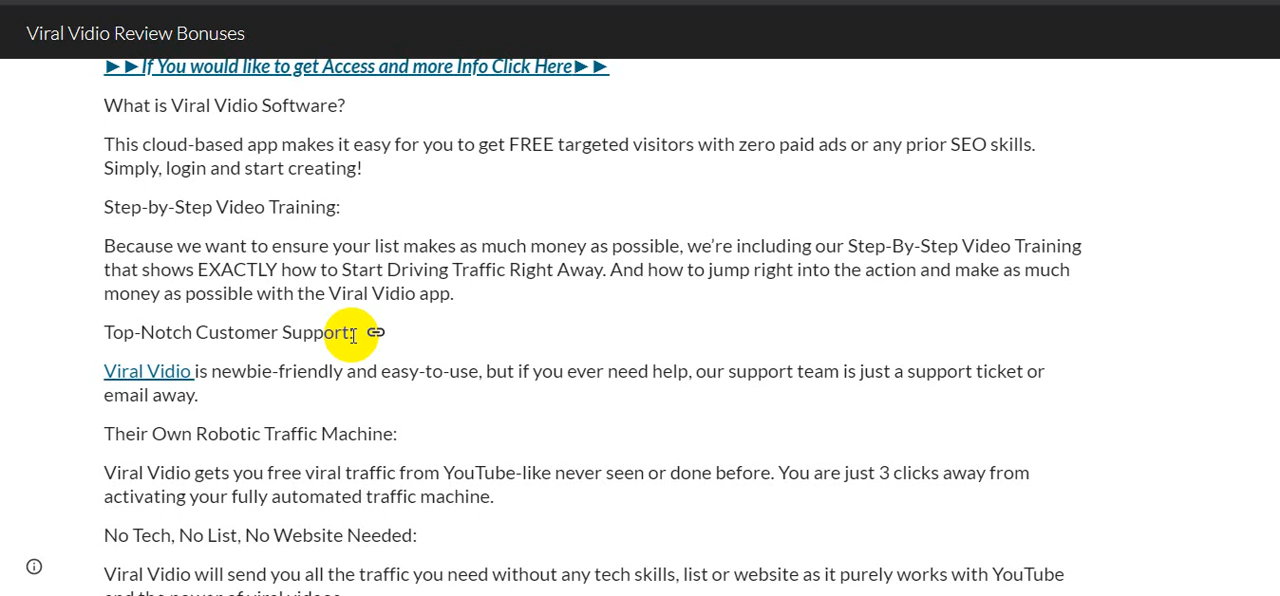 Viral Vidio Review Bonuses
►►If You would like to get Access and more Info Click Here►►
What is Viral Vidio Software?
This cloud-based app makes it easy for you to get FREE targeted visitors with zero paid ads or any prior SEO skills.
Simply, login and start creating!
Step-by-Step Video Training:
Because we want to ensure your list makes as much money as possible, we’re including our Step-By-Step Video Training
that shows EXACTLY how to Start Driving Traffic Right Away. And how to jump right into the action and make as much
money as possible with the Viral Vidio app.
Top-Notch Customer Support:
Viral Vidio is newbie-friendly and easy-to-use, but if you ever need help, our support team is just a support ticket or
email away.
Their Own Robotic Traffic Machine:
Viral Vidio gets you free viral traffic from YouTube-like never seen or done before. You are just 3 clicks away from
activating your fully automated traffic machine.
No Tech, No List, No Website Needed:
Viral Vidio will send you all the traffic you need without any tech skills, list or website as it purely works with YouTube
and the power of viral videos